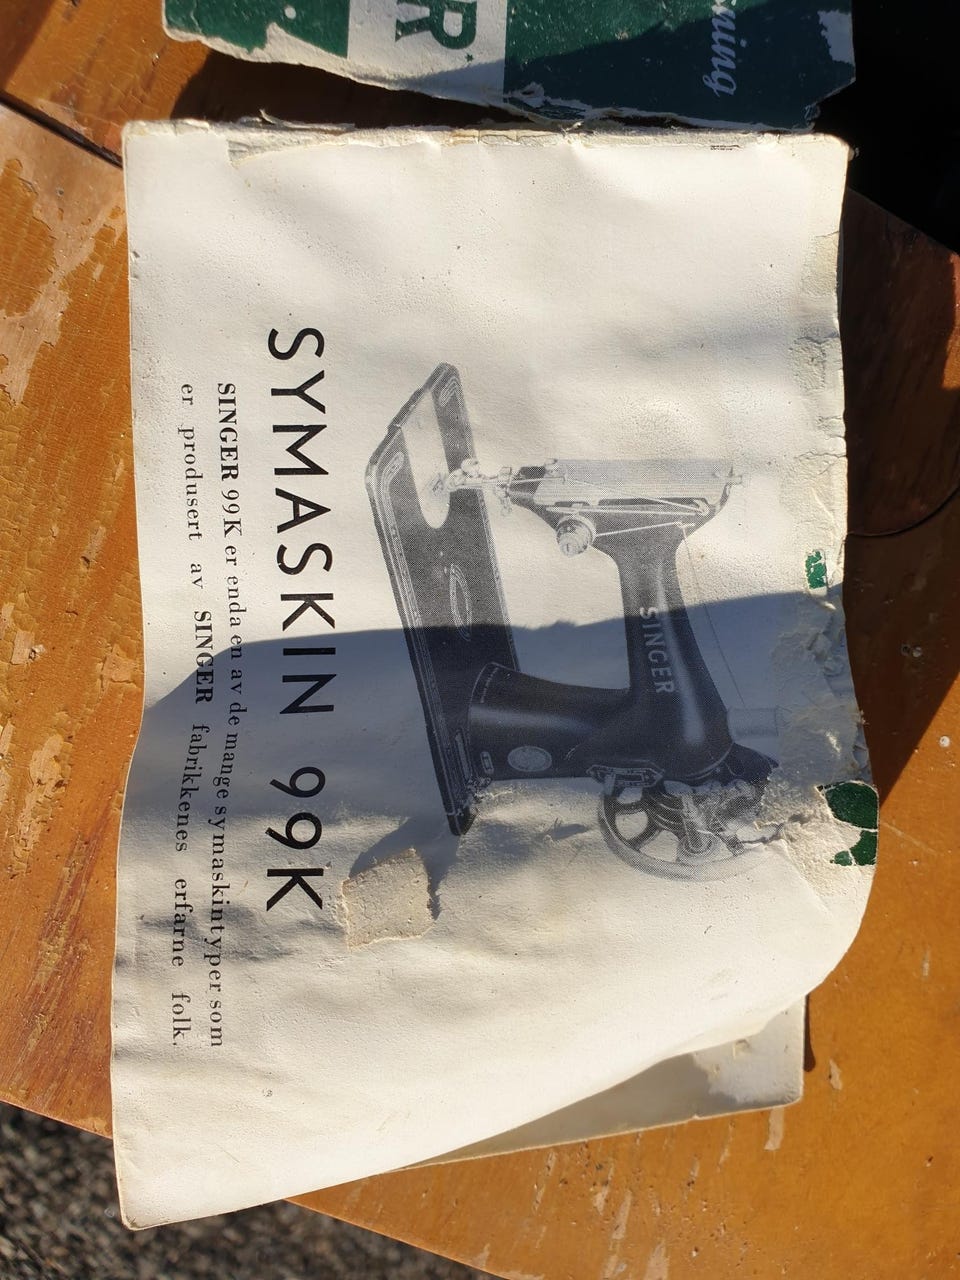 R
ning
SINGER
SYMASKIN 99K
SINGER 99K er enda en av de mange symaskintyper som
er produsert av SINGER fabrikkenes erfarne folk.